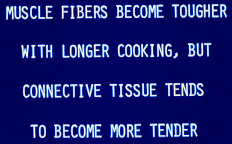 MUSCLE FIBERS BECOME TOUGHER
WITH LONGER COOKING, BUT
CONNECTIVE TISSUE TENDS
TO BECOME MORE TENDER